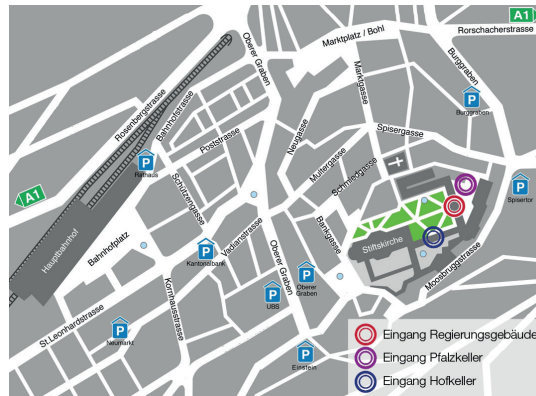 A1
Marktplatz / Bohl
Rorschacherstrasse
Oberer Graben
Burggraben
Rosenbergstrasse
Bahnhofstrasse
Marktgasse
P
Burggraben
Poststrasse
Neugasse
Spisergasse
P
Rathaus
Multergasse
Schmiedgasse
P
P
Spisertor
A1
Schützengasse
Hauptbahnhof
Bahnhofplatz
P
Kantonalbank
Vadianstrasse
Oberer Graben
Bankgasse
Stiftskirche
Moosbruggstrasse
P
Oberer
Graben
P
UBS
Kornhausstrasse
St.Leonhardstrasse
P
Neumarkt
P
Einstein
Eingang Regierungsgebäude
Eingang Pfalzkeller
Eingang Hofkeller